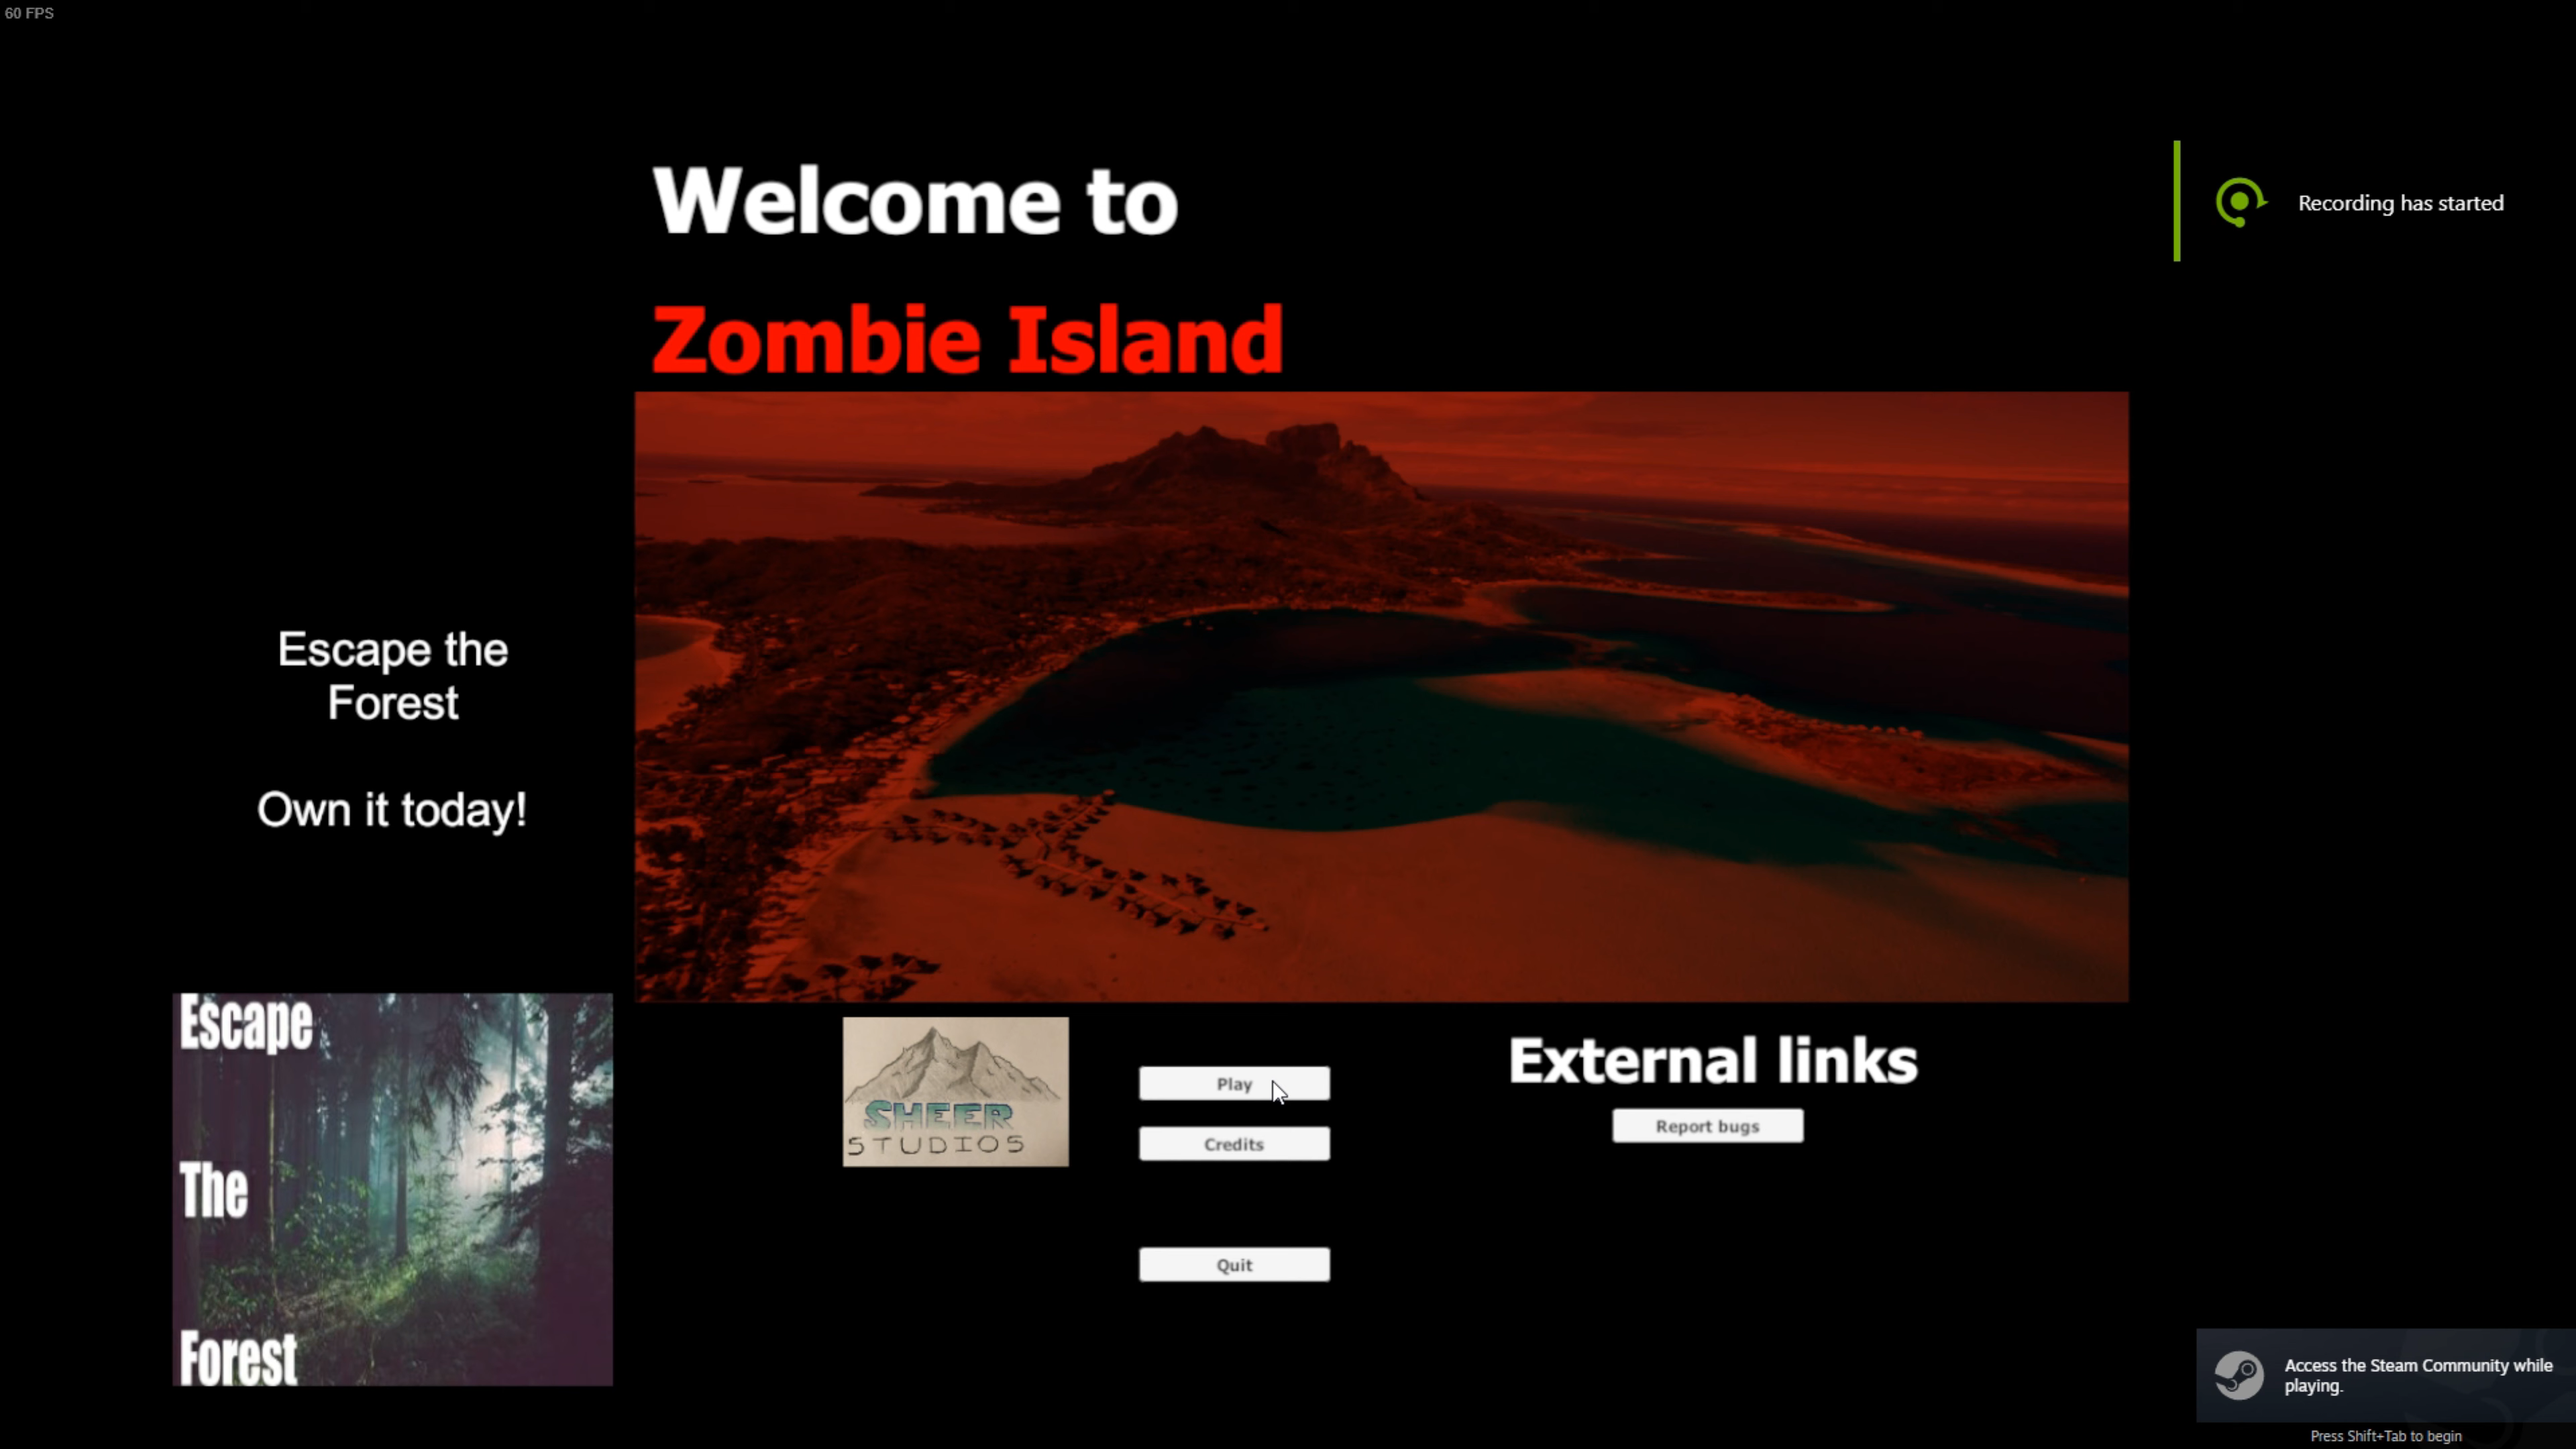 60 FPS
Welcome to
Zombie Island
Recording has started
Escape the
Forest
Own it today!
Escape
The
Forest
SHEER
STUDIOS
Play
Credits
Quit
External links
Report bugs
Access the Steam Community while
playing.
Press Shift+Tab to begin